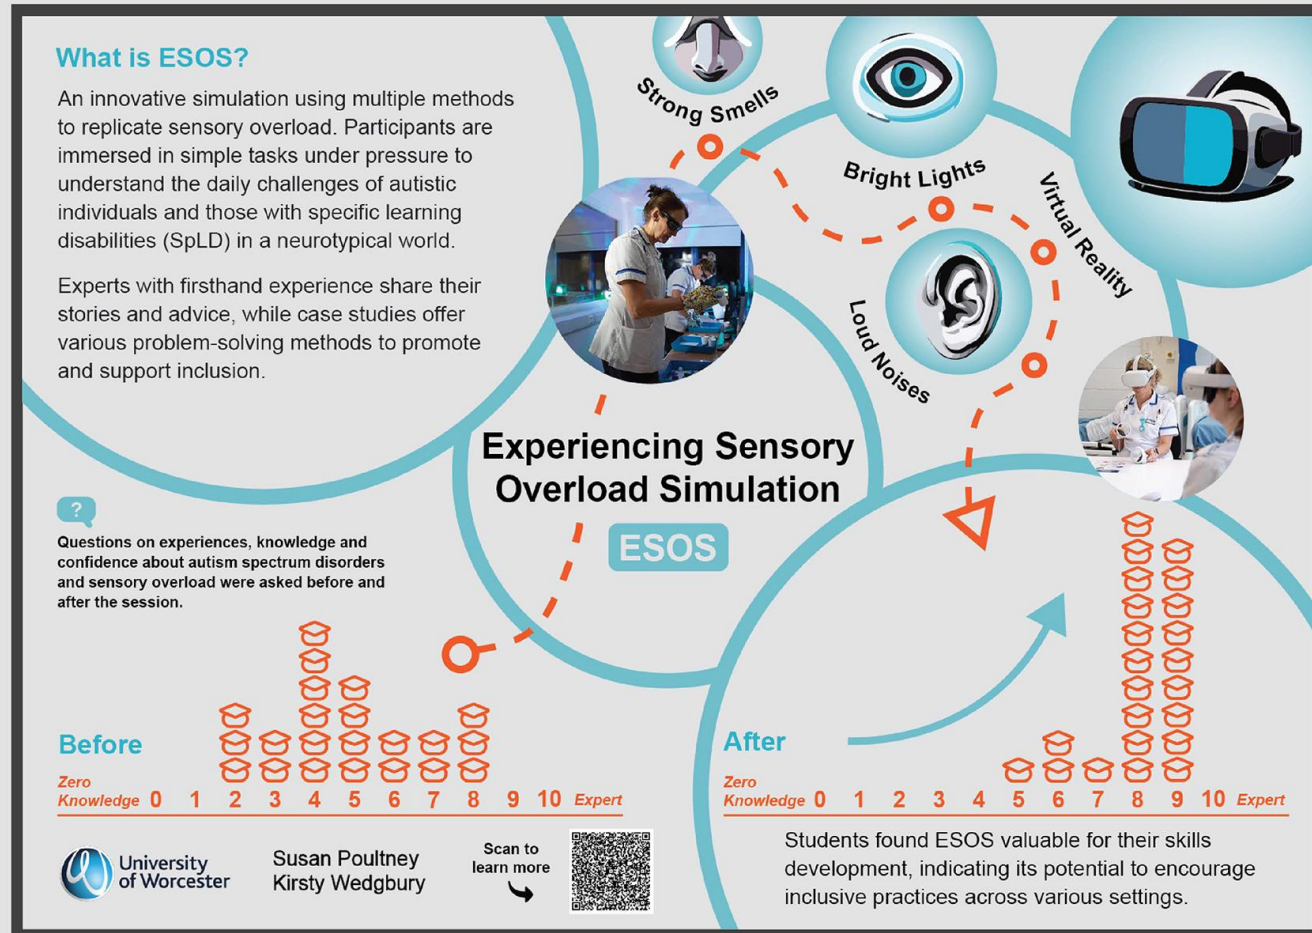 What is ESOS?
An innovative simulation using multiple methods
to replicate sensory overload. Participants are
immersed in simple tasks under pressure to
understand the daily challenges of autistic
individuals and those with specific learning
disabilities (SpLD) in a neurotypical world.
Experts with firsthand experience share their
stories and advice, while case studies offer
various problem-solving methods to promote
and support inclusion.
Strong Smells
Bright Lights
Virtual Reality
Loud Noises
Experiencing Sensory
Overload Simulation
ESOS
?
Questions on experiences, knowledge and
confidence about autism spectrum disorders
and sensory overload were asked before and
after the session.
Before
Zero
Knowledge 0 1 2 3 4 5 6 7 8 9 10 Expert
After
Zero
Knowledge 0 1 2 3 4 5 6 7 8 9 10 Expert
University
of Worcester
Susan Poultney
Kirsty Wedgbury
Scan to
learn more
Students found ESOS valuable for their skills
development, indicating its potential to encourage
inclusive practices across various settings.